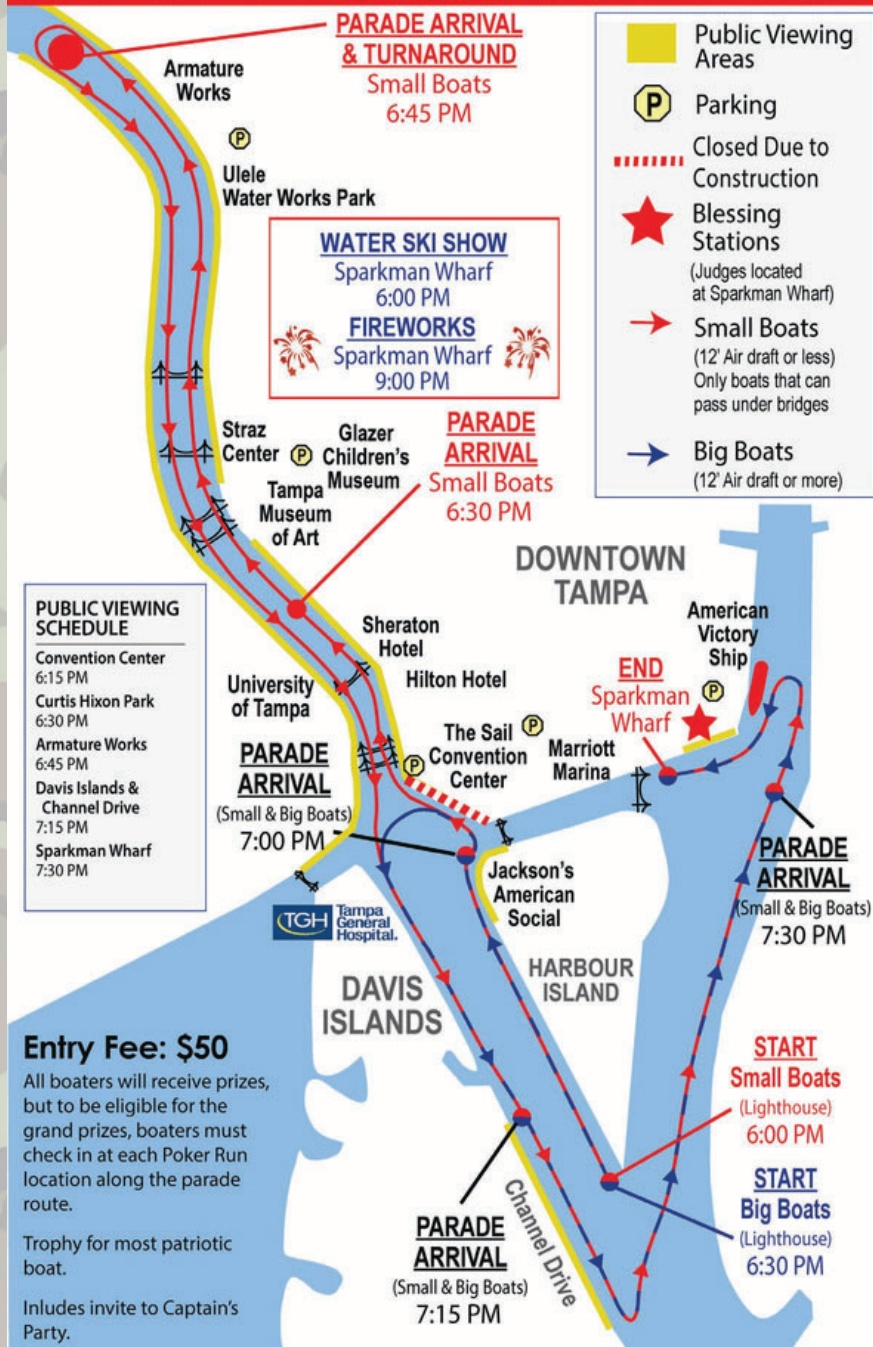 PARADE ARRIVAL
& TURNAROUND
Small Boats
6:45 PM
Armature
Works
P
Ulele
Water Works Park
WATER SKI SHOW
Sparkman Wharf
6:00 PM
FIREWORKS
Sparkman Wharf
9:00 PM
Public Viewing
Areas
P
Parking
Closed Due to
Construction
Blessing
Stations
(Judges located
at Sparkman Wharf)
Small Boats
(12' Air draft or less)
Only boats that can
pass under bridges
Big Boats
(12' Air draft or more)
Straz
Center
P
Glazer
Children's
Museum
Tampa
Museum
of Art
PARADE
ARRIVAL
Small Boats
6:30 PM
DOWNTOWN
TAMPA
PUBLIC VIEWING
SCHEDULE
Convention Center
6:15 PM
Curtis Hixon Park
6:30 PM
Armature Works
6:45 PM
Davis Islands &
Channel Drive
7:15 PM
Sparkman Wharf
7:30 PM
Sheraton
Hotel
Hilton Hotel
University
of Tampa
American
Victory
Ship
P
END
Sparkman
Wharf
The Sail
Convention
Center
P
P
Marriott
Marina
PARADE
ARRIVAL
(Small & Big Boats)
7:00 PM
Jackson's
American
Social
PARADE
ARRIVAL
(Small & Big Boats)
7:30 PM
TGH
Tampa
General
Hospital.
DAVIS
ISLANDS
HARBOUR
ISLAND
START
Small Boats
(Lighthouse)
6:00 PM
START
Big Boats
(Lighthouse)
6:30 PM
Channel Drive
PARADE
ARRIVAL
(Small & Big Boats)
7:15 PM
Entry Fee: $50
All boaters will receive prizes,
but to be eligible for the
grand prizes, boaters must
check in at each Poker Run
location along the parade
route.
Trophy for most patriotic
boat.
Inludes invite to Captain's
Party.